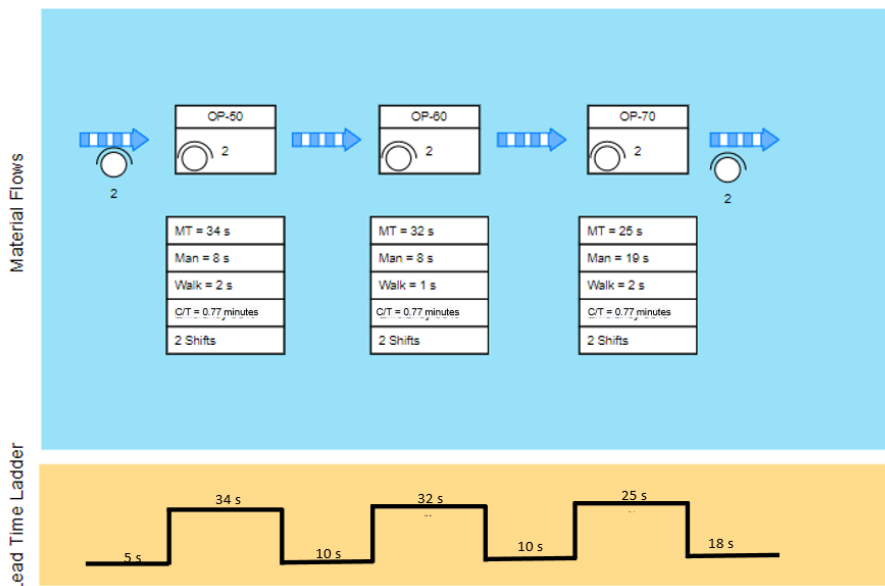 Material Flows
OP-50
2
OP-60
2
OP-70
2
2
2
MT = 34 s
Man = 8 s
Walk = 2 s
C/T = 0.77 minutes
2 Shifts
MT = 32 s
Man = 8 s
Walk = 1 s
C/T = 0.77 minutes
2 Shifts
MT = 25 s
Man = 19 s
Walk = 2 s
C/T = 0.77 minutes
2 Shifts
Lead Time Ladder
5 s
34 s
10 s
32 s
10 s
25 s
18 s